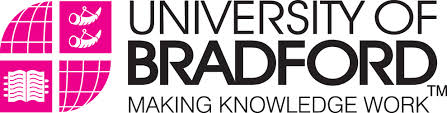 UNIVERSITY OF
BRADFORD
MAKING KNOWLEDGE WORK™